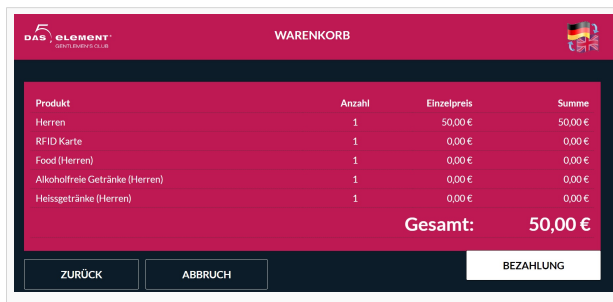 DAS 5. ELEMENT
GENTLEMEN'S CLUB
WARENKORB
Produkt Anzahl Einzelpreis Summe
Herren 1 50,00 € 50,00 €
RFID Karte 1 0,00 € 0,00 €
Food (Herren) 1 0,00 € 0,00 €
Alkoholfreie Getränke (Herren) 1 0,00 € 0,00 €
Heissgetränke (Herren) 1 0,00 € 0,00 €
Gesamt: 50,00 €
ZURÜCK ABBRUCH BEZAHLUNG